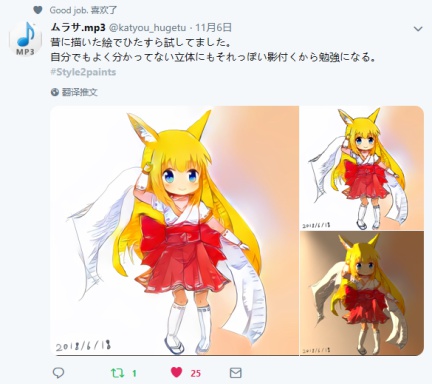 Good job. 喜欢了
ムラサ.mp3 @katyou_hugetu · 11月6日
MP3
昔に描いた絵でひたすら試してました。
自分でもよく分かってない立体にもそれっぽい影付くから勉強になる。
#Style2paints
翻译推文
2018/6/18
2018/6/18
2018/6/18
1
25